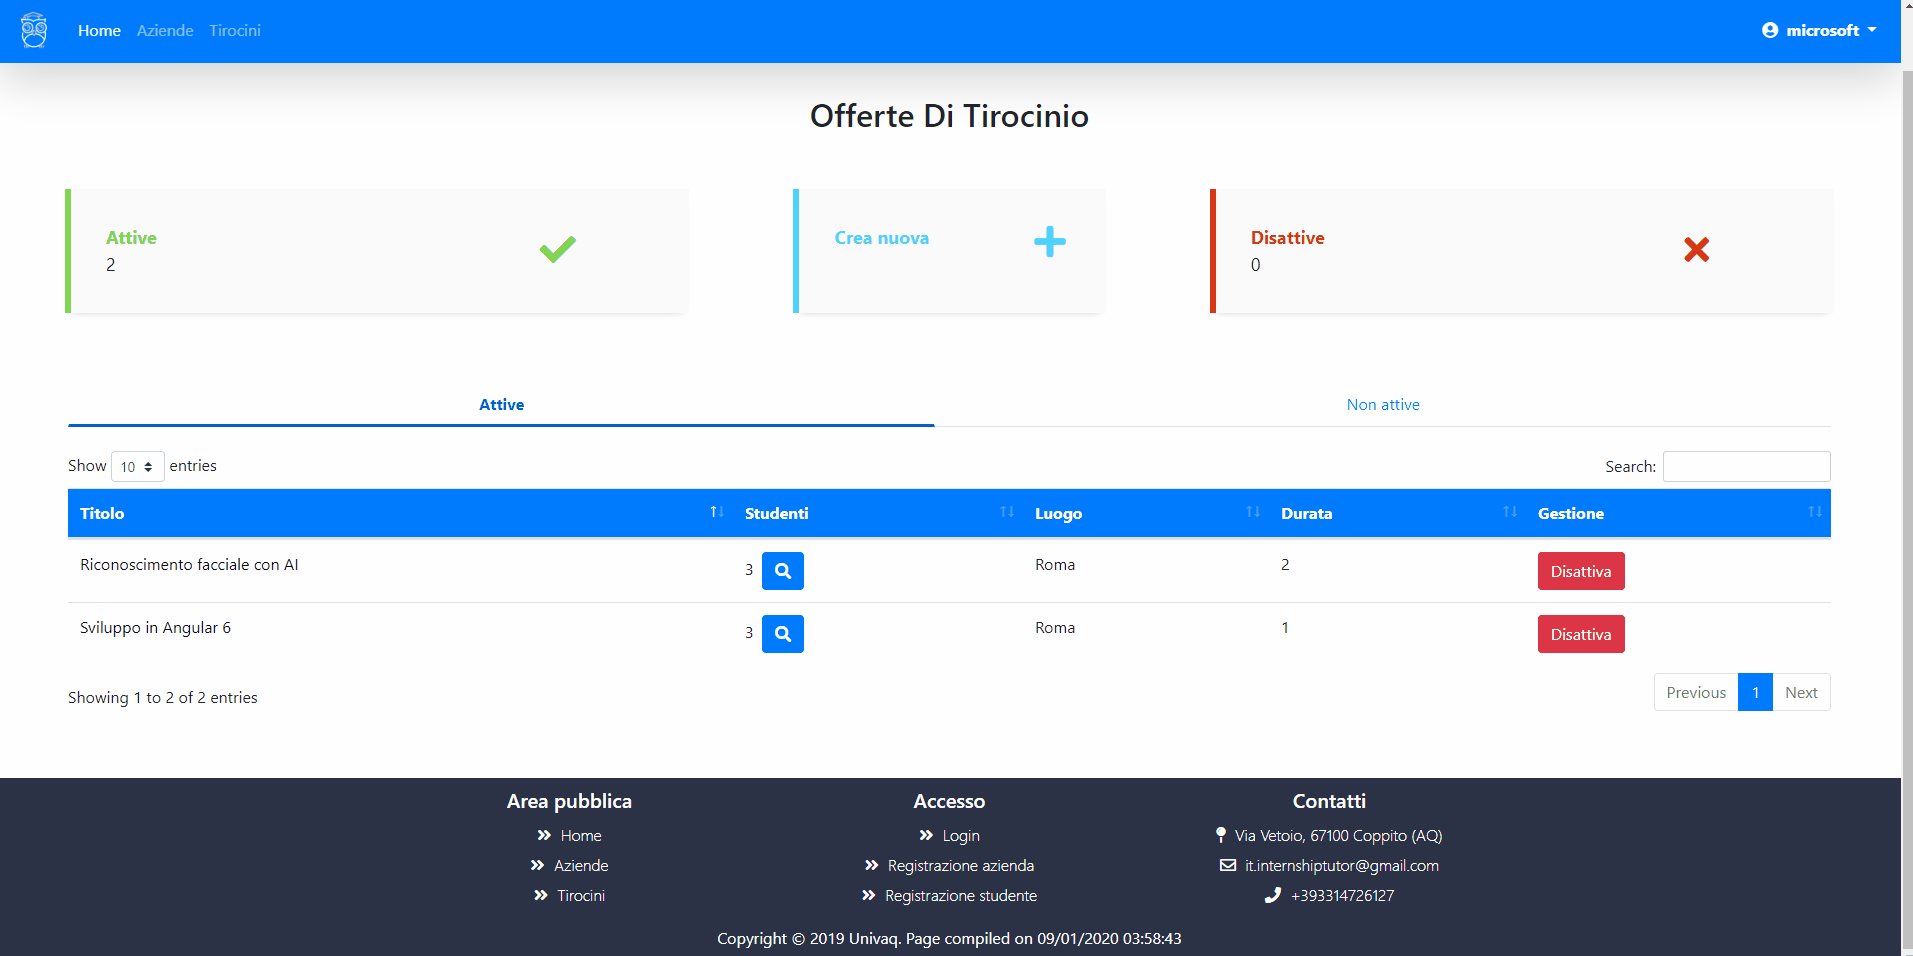 Home Aziende Tirocini microsoft
Offerte Di Tirocinio
Attive
2
Crea nuova
Disattive
0
Attive Non attive
Show 10 entries Search:
Titolo Studenti Luogo Durata Gestione
Riconoscimento facciale con AI 3 Roma 2 Disattiva
Sviluppo in Angular 6 3 Roma 1 Disattiva
Showing 1 to 2 of 2 entries Previous 1 Next
Area pubblica
Home
Aziende
Tirocini
Accesso
Login
Registrazione azienda
Registrazione studente
Contatti
Via Vetoio, 67100 Coppito (AQ)
it.internshiptutor@gmail.com
+393314726127
Copyright © 2019 Univaq. Page compiled on 09/01/2020 03:58:43